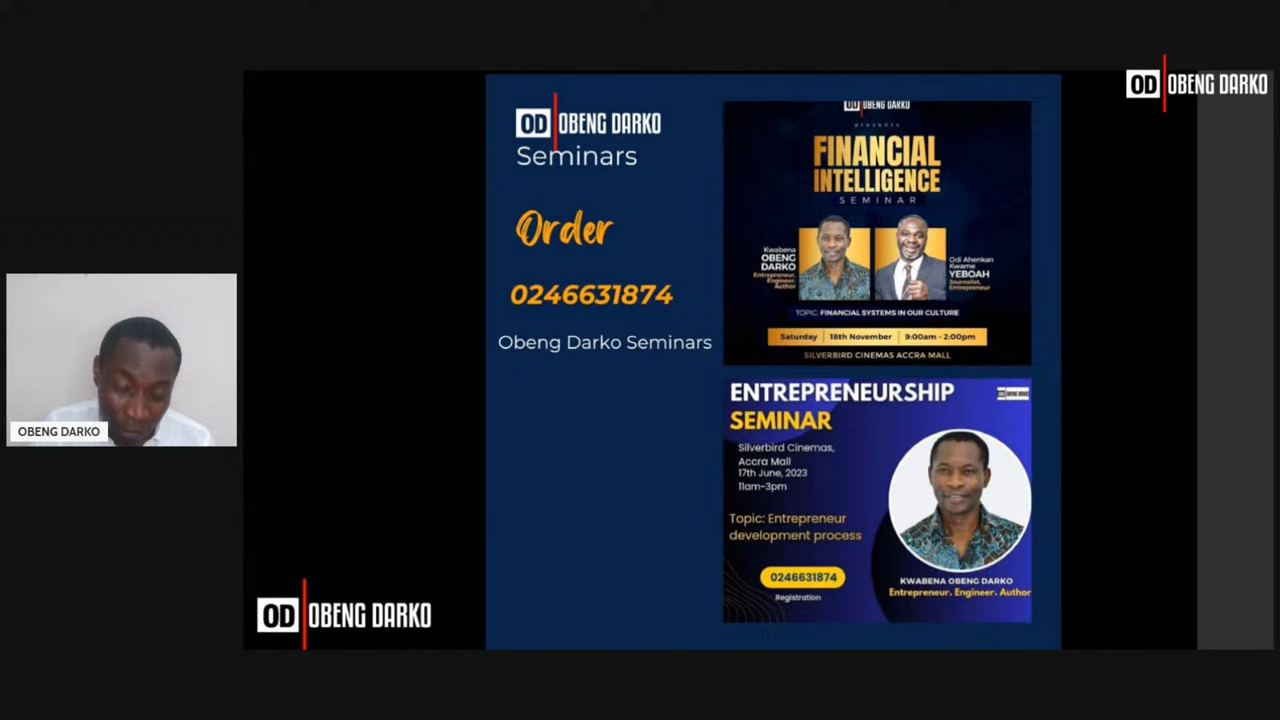 OD OBENG DARKO
OD OBENG DARKO
Seminars
Order
0246631874
Obeng Darko Seminars
OD OBENG DARKO
presents
FINANCIAL
INTELLIGENCE
SEMINAR
Kwabena
OBENG
DARKO
Entrepreneur.
Engineer.
Author
Odi Ahenkan
Kwame
YEBOAH
Journalist,
Entrepreneur
TOPIC: FINANCIAL SYSTEMS IN OUR CULTURE
Saturday 18th November 9:00am - 2:00pm
SILVERBIRD CINEMAS ACCRA MALL
ENTREPRENEURSHIP
SEMINAR
OD OBENG DARKO
Silverbird Cinemas,
Accra Mall
17th June, 2023
11am-3pm
Topic: Entrepreneur
development process
0246631874
Registration
KWABENA OBENG DARKO
Entrepreneur. Engineer. Author
OBENG DARKO
OD OBENG DARKO